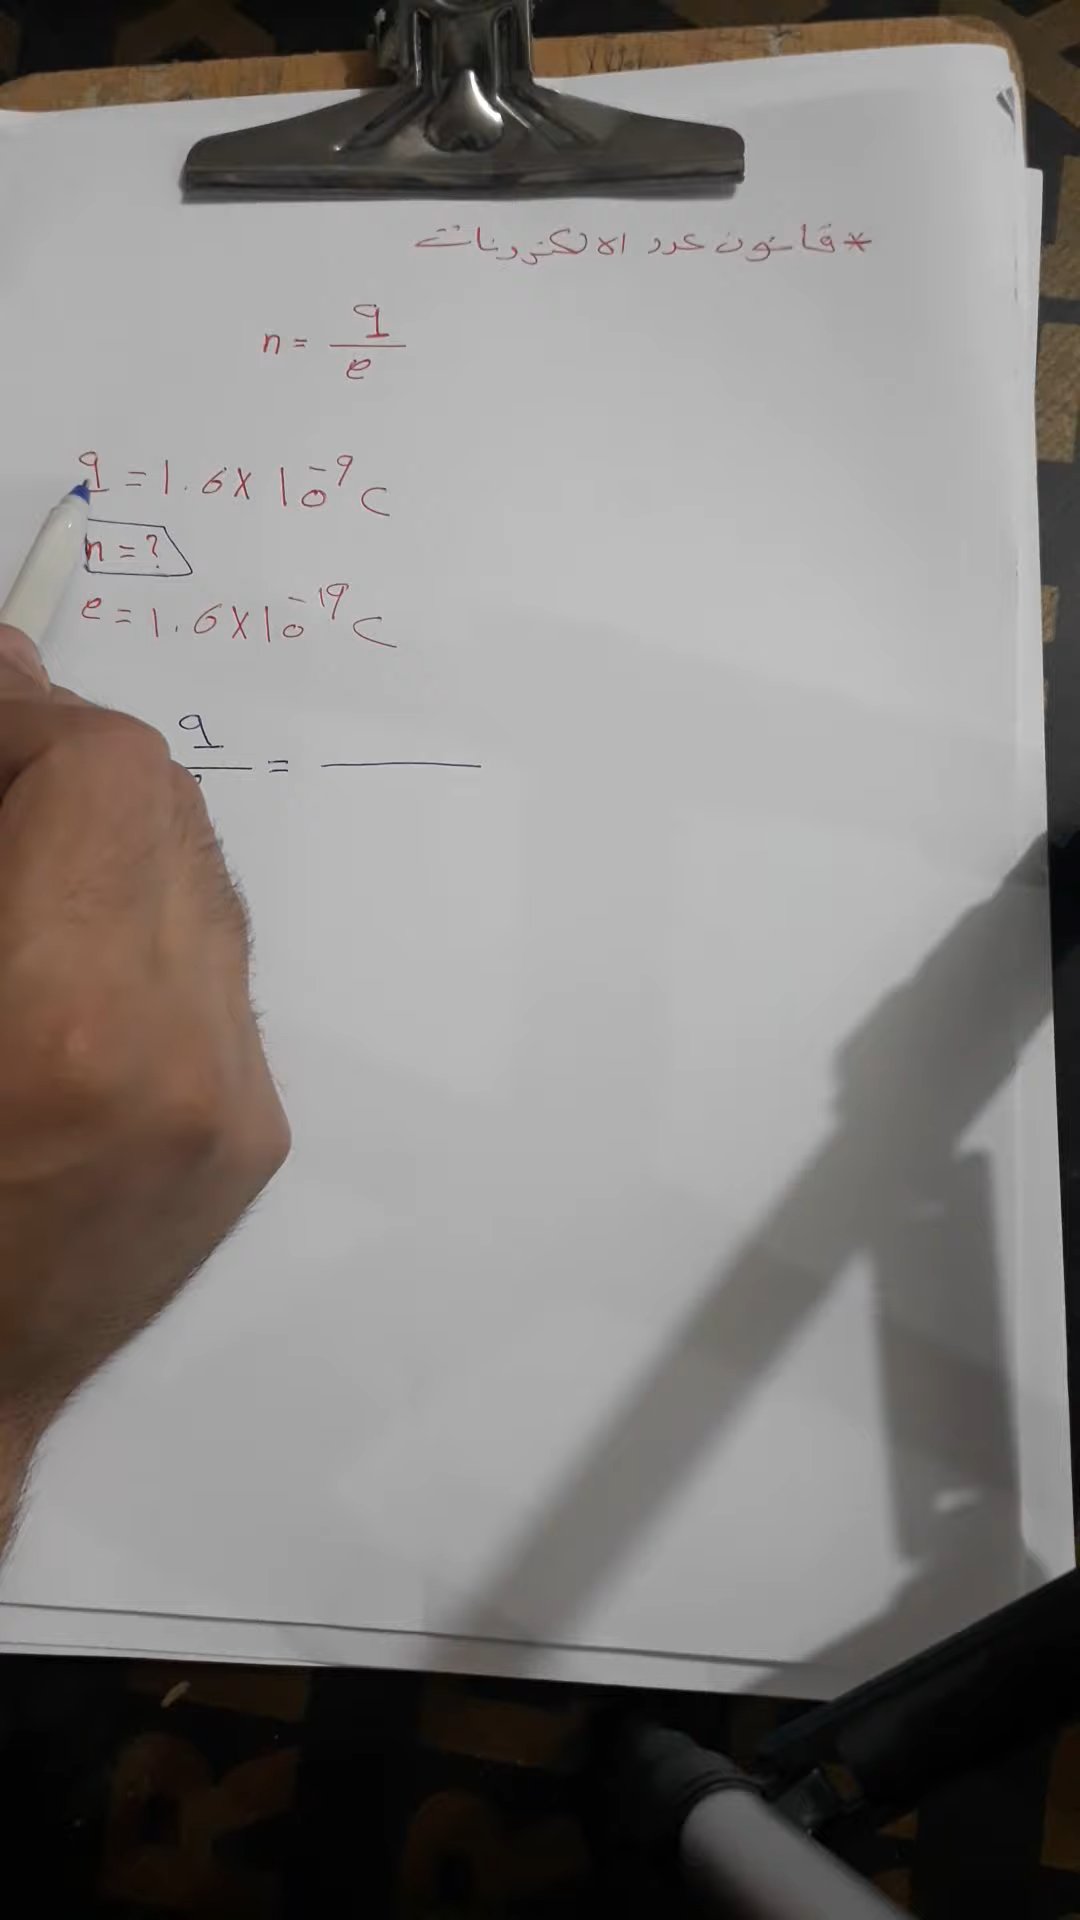 * قانون عدد الالكترونات
n = q / e
q = 1.6 × 10⁻⁹ C
n = ?
e = 1.6 × 10⁻¹⁹ C
q
=